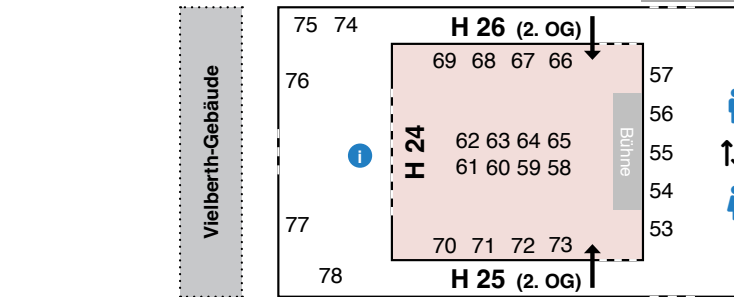 75 74
H 26 (2. OG)
69 68 67 66
57
76
56
Vielberth-Gebäude
i
H 24
62 63 64 65
61 60 59 58
Bühne
55
54
77
53
70 71 72 73
78
H 25 (2. OG)